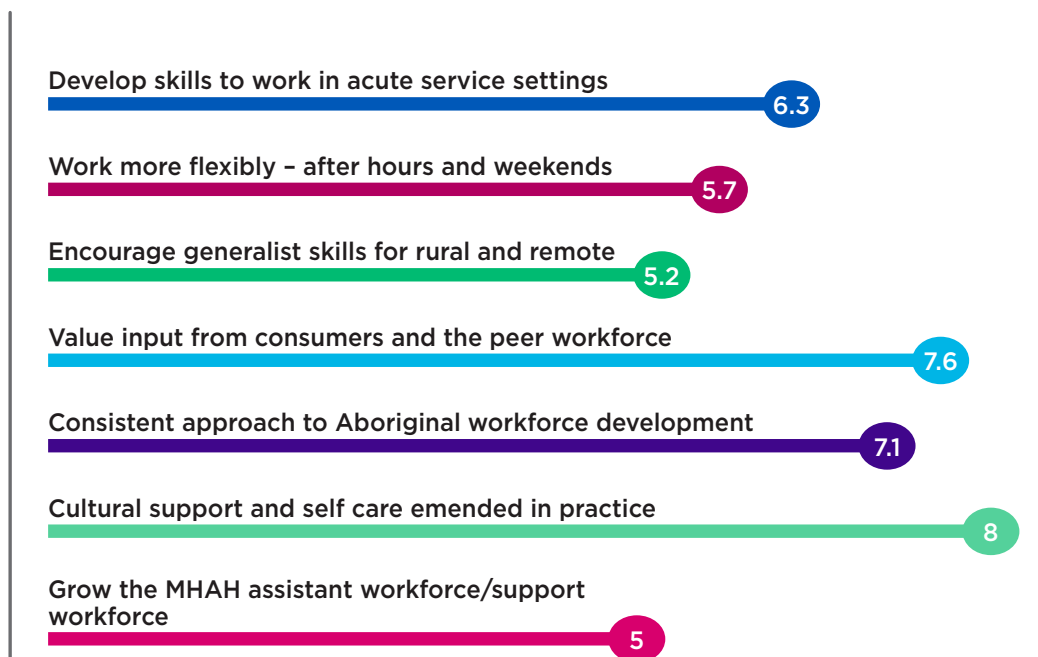 Develop skills to work in acute service settings
6.3
Work more flexibly – after hours and weekends
5.7
Encourage generalist skills for rural and remote
5.2
Value input from consumers and the peer workforce
7.6
Consistent approach to Aboriginal workforce development
7.1
Cultural support and self care emended in practice
8
Grow the MHAH assistant workforce/support
workforce
5